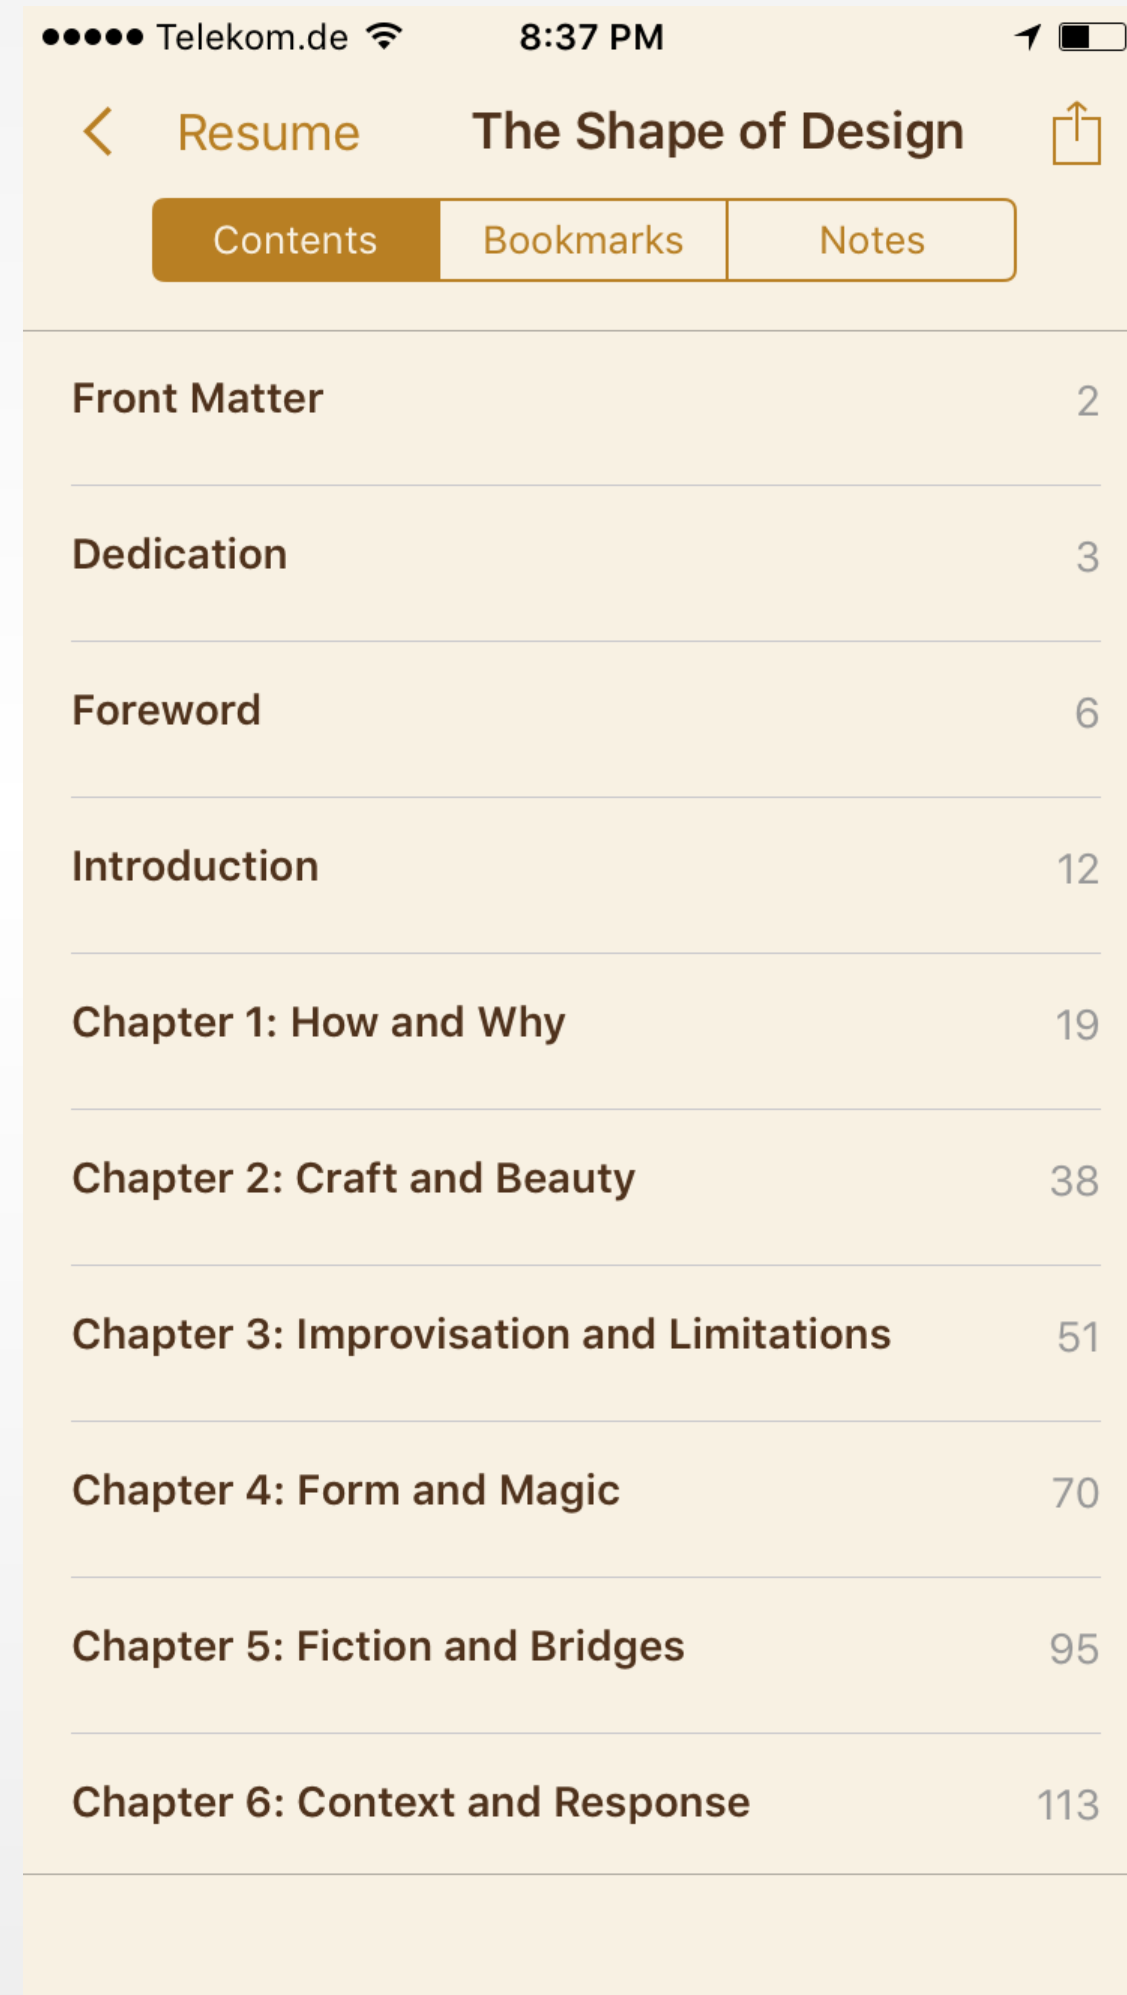 Telekom.de 8:37 PM
Resume The Shape of Design
Contents Bookmarks Notes
Front Matter 2
Dedication 3
Foreword 6
Introduction 12
Chapter 1: How and Why 19
Chapter 2: Craft and Beauty 38
Chapter 3: Improvisation and Limitations 51
Chapter 4: Form and Magic 70
Chapter 5: Fiction and Bridges 95
Chapter 6: Context and Response 113